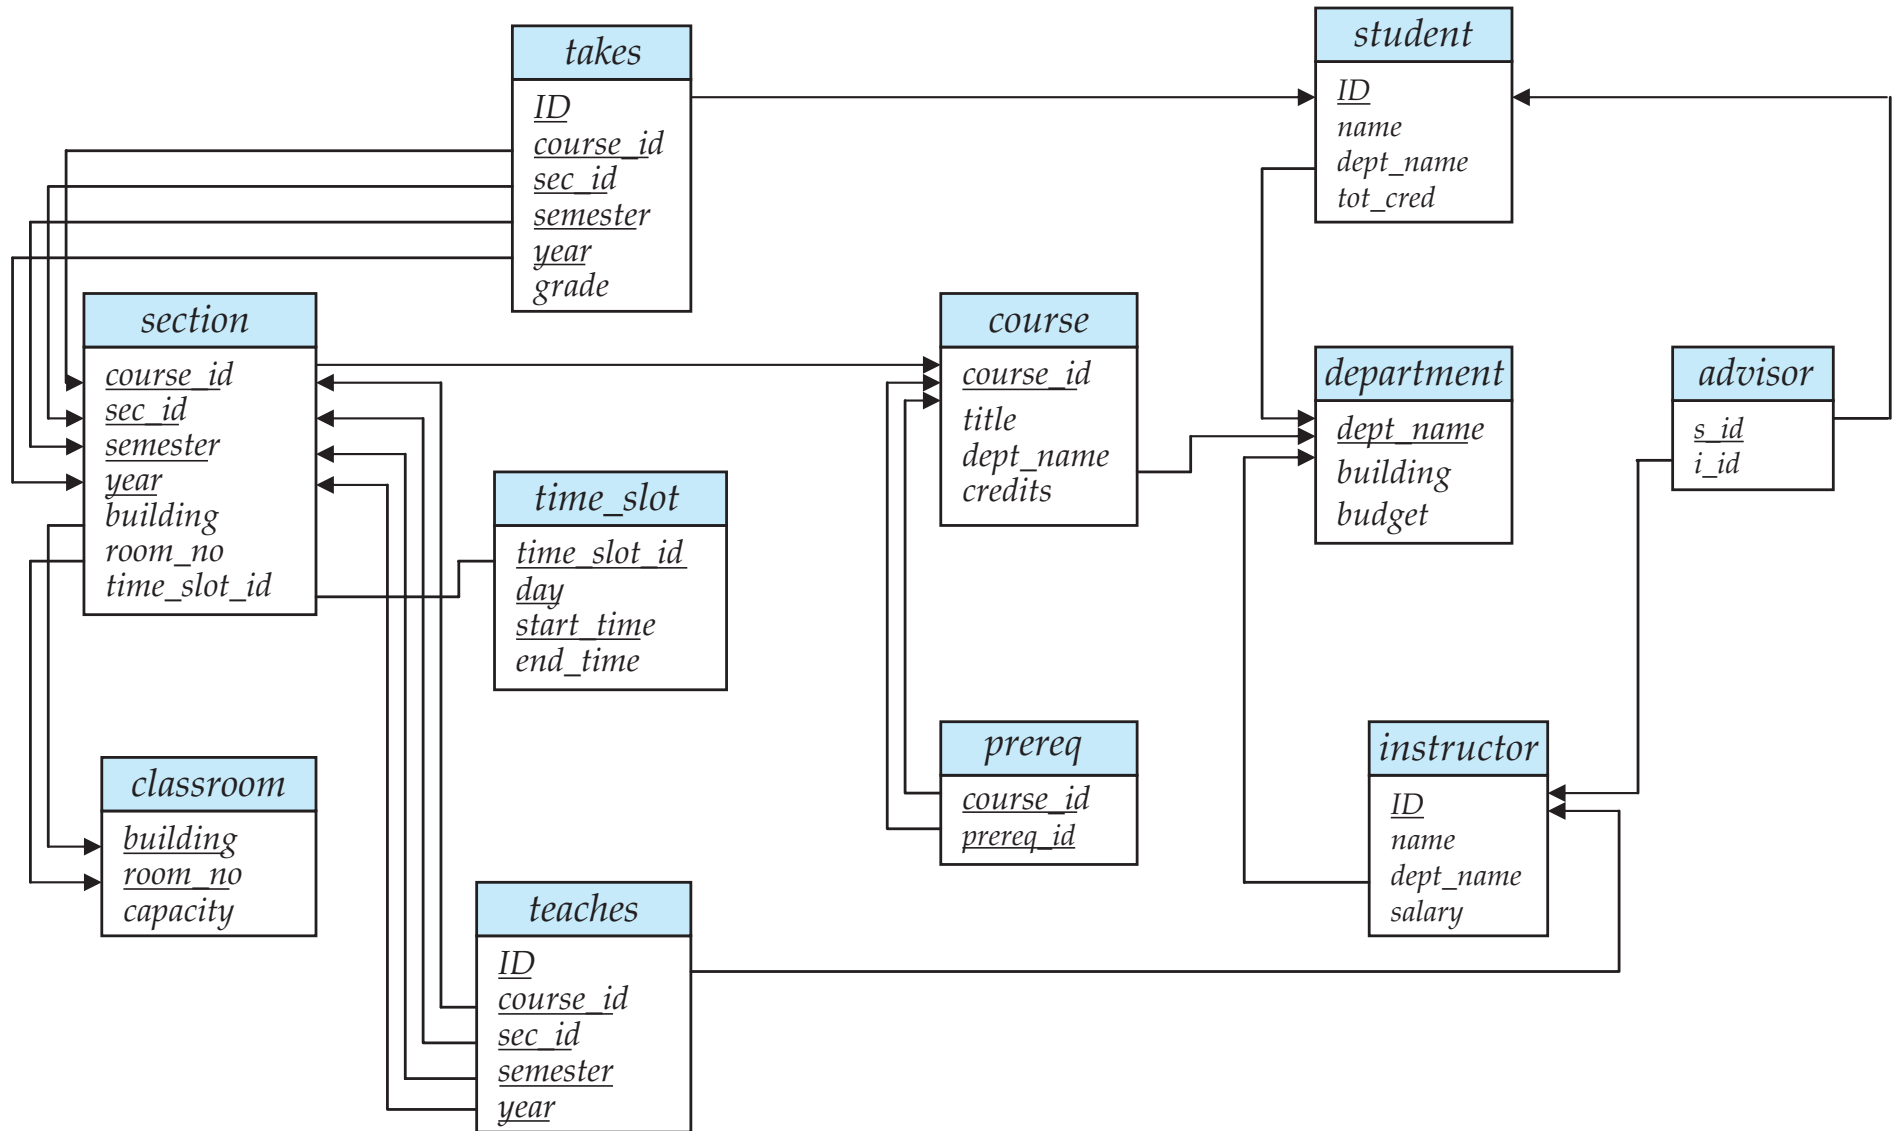 takes
ID
course_id
sec_id
semester
year
grade
student
ID
name
dept_name
tot_cred
section
course_id
sec_id
semester
year
building
room_no
time_slot_id
course
course_id
title
dept_name
credits
department
dept_name
building
budget
advisor
s_id
i_id
time_slot
time_slot_id
day
start_time
end_time
prereq
course_id
prereq_id
instructor
ID
name
dept_name
salary
classroom
building
room_no
capacity
teaches
ID
course_id
sec_id
semester
year